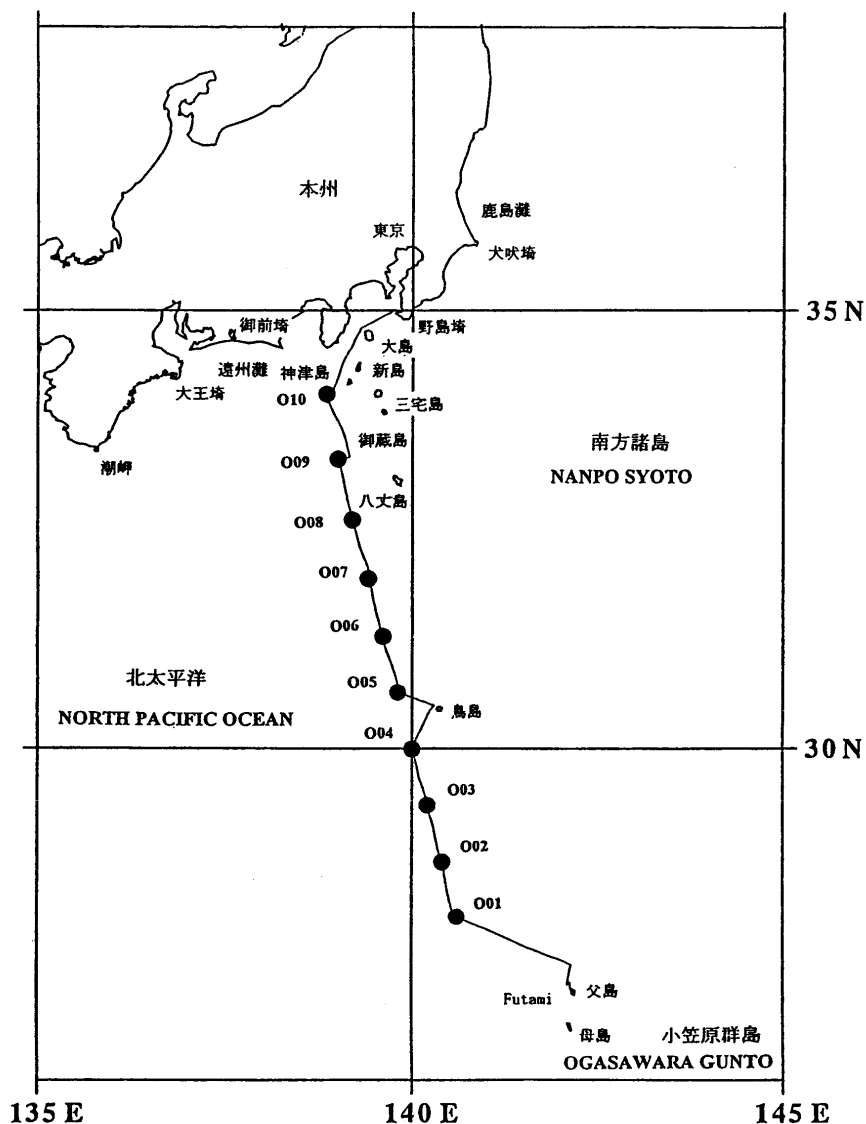 本州
鹿島灘
東京
犬吠埼
35 N
野島埼
御前埼
大島
遠州灘
神津島
新島
大王埼
O10
三宅島
御蔵島
南方諸島
潮岬
O09
NANPO SYOTO
八丈島
O08
O07
O06
北太平洋
O05
鳥島
NORTH PACIFIC OCEAN
O04
30 N
O03
O02
O01
Futami
父島
母島
小笠原群島
OGASAWARA GUNTO
135 E
140 E
145 E